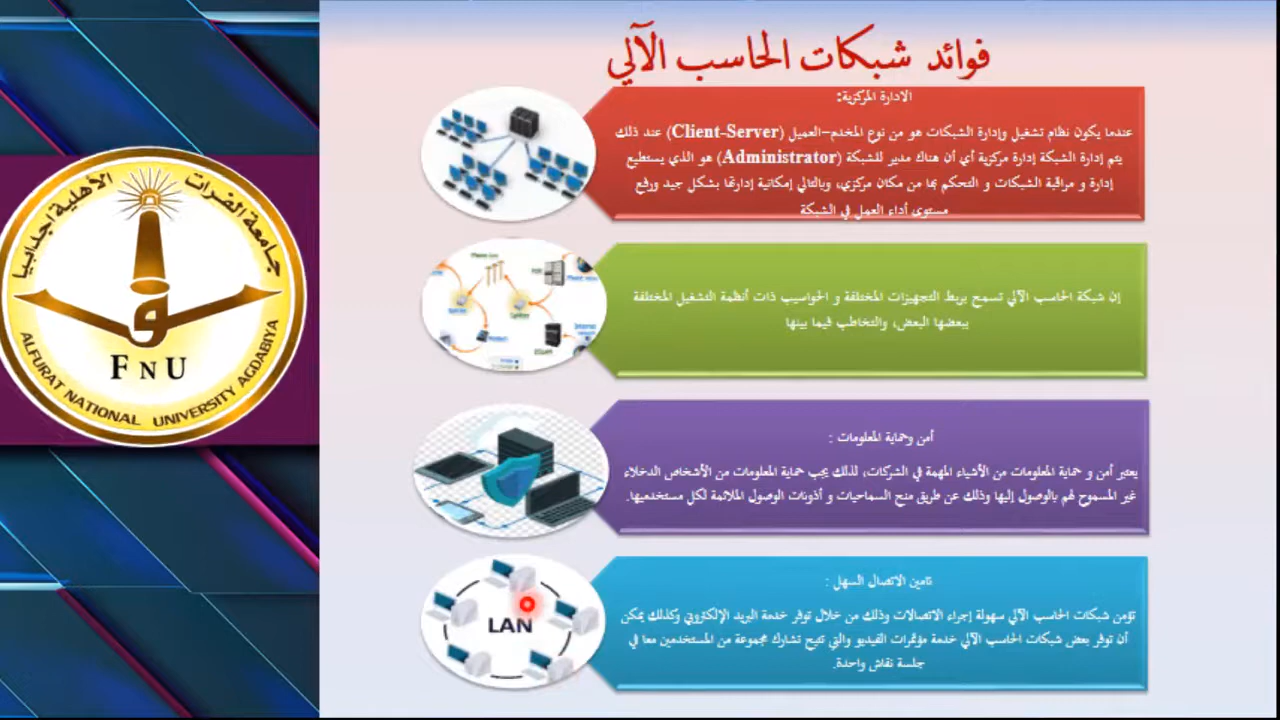 فوائد شبكات الحاسب الآلي
الادارة المركزية:
عندما يكون نظام تشغيل وإدارة الشبكات هو من نوع المخدم–العميل (Client-Server) عند ذلك
يتم إدارة الشبكة إدارة مركزية أي أن هناك مدير للشبكة (Administrator) هو الذي يستطيع
إدارة و مراقبة الشبكات و التحكم بها من مكان مركزي، وبالتالي إمكانية إدارتها بشكل جيد ورفع
مستوى أداء العمل في الشبكة
إن شبكة الحاسب الآلي تسمح بربط التجهيزات المختلفة و الحواسيب ذات أنظمة التشغيل المختلفة
ببعضها البعض، والتخاطب فيما بينها
أمن وحماية المعلومات :
يعتبر أمن و حماية المعلومات من الأشياء المهمة في الشركات، لذلك يجب حماية المعلومات من الأشخاص الدخلاء
غير المسموح لهم بالوصول إليها وذلك عن طريق منح السماحيات و أذونات الوصول الملائمة لكل مستخدميها.
تامين الاتصال السهل :
تؤمن شبكات الحاسب الآلي سهولة إجراء الاتصالات وذلك من خلال توفر خدمة البريد الإلكتروني وكذلك يمكن
أن توفر بعض شبكات الحاسب الآلي خدمة مؤتمرات الفيديو والتي تتيح تشارك مجموعة من المستخدمين معا في
جلسة نقاش واحدة.
LAN
جامعة الفرات الأهلية اجدابيا
FNU
ALFURAT NATIONAL UNIVERSITY AGDABIYA